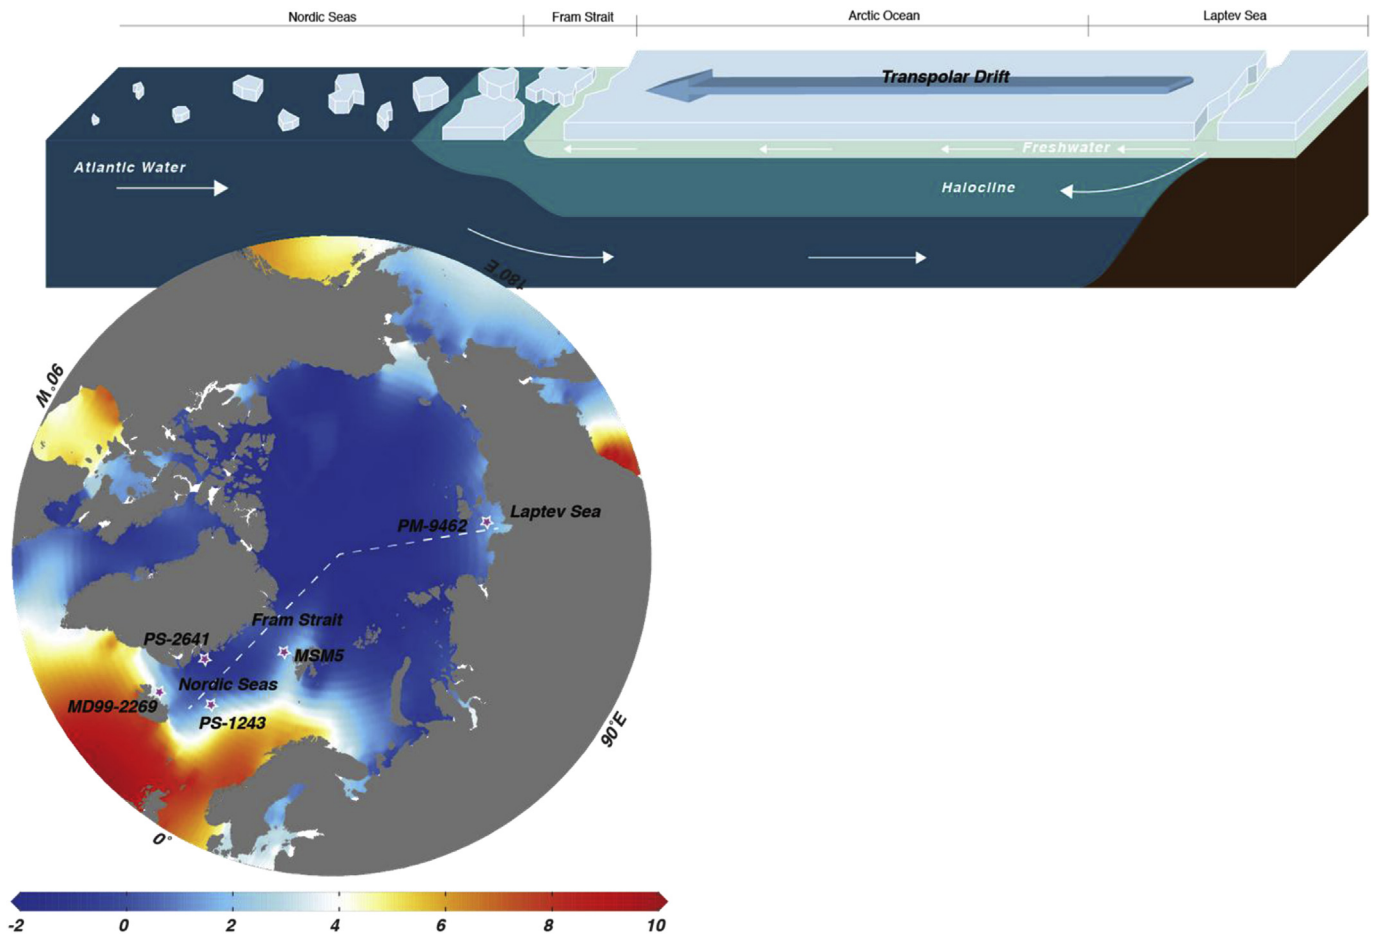 Nordic Seas
Fram Strait
Arctic Ocean
Laptev Sea
Transpolar Drift
Freshwater
Atlantic Water
Halocline
180°E
90°W
Laptev Sea
PM-9462
Fram Strait
PS-2641
MSM5
Nordic Seas
MD99-2269
PS-1243
90°E
0°
-2 0 2 4 6 8 10